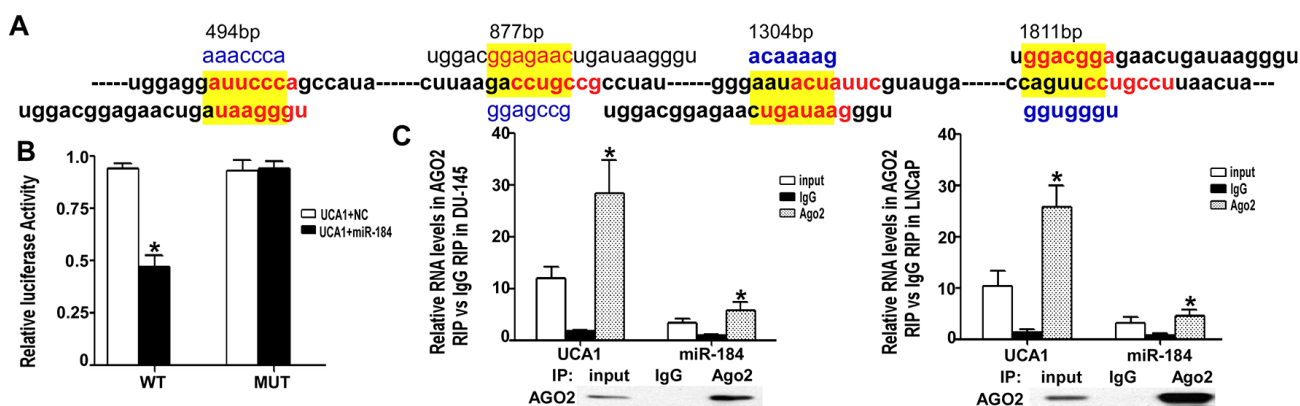 A
494bp
877bp
1304bp
1811bp
aaaccca
uggacggagaacugauaagggu
acaaaag
uggacggagaacugauaagggu
-----uggaggauucccagccaua-----cuuaagaccugccgccuau-----gggaauacuauucguauga-----ccaguuccugccuuaauga-----
uggacggagaacugauaagggu
ggagccg
uggacggagaacugauaagggu
ggugggu
B
Relative luciferase Activity
1.0
0.75
0.5
0.25
0
*
WT
MUT
UCA1+NC
UCA1+miR-184
C
Relative RNA levels in AGO2
RIP vs IgG RIP in DU-145
40
30
20
10
0
*
*
input
IgG
Ago2
UCA1
miR-184
IP: input IgG Ago2
AGO2
Relative RNA levels in AGO2
RIP vs IgG RIP in LNCaP
40
30
20
10
0
*
*
input
IgG
Ago2
UCA1
miR-184
IP: input IgG Ago2
AGO2